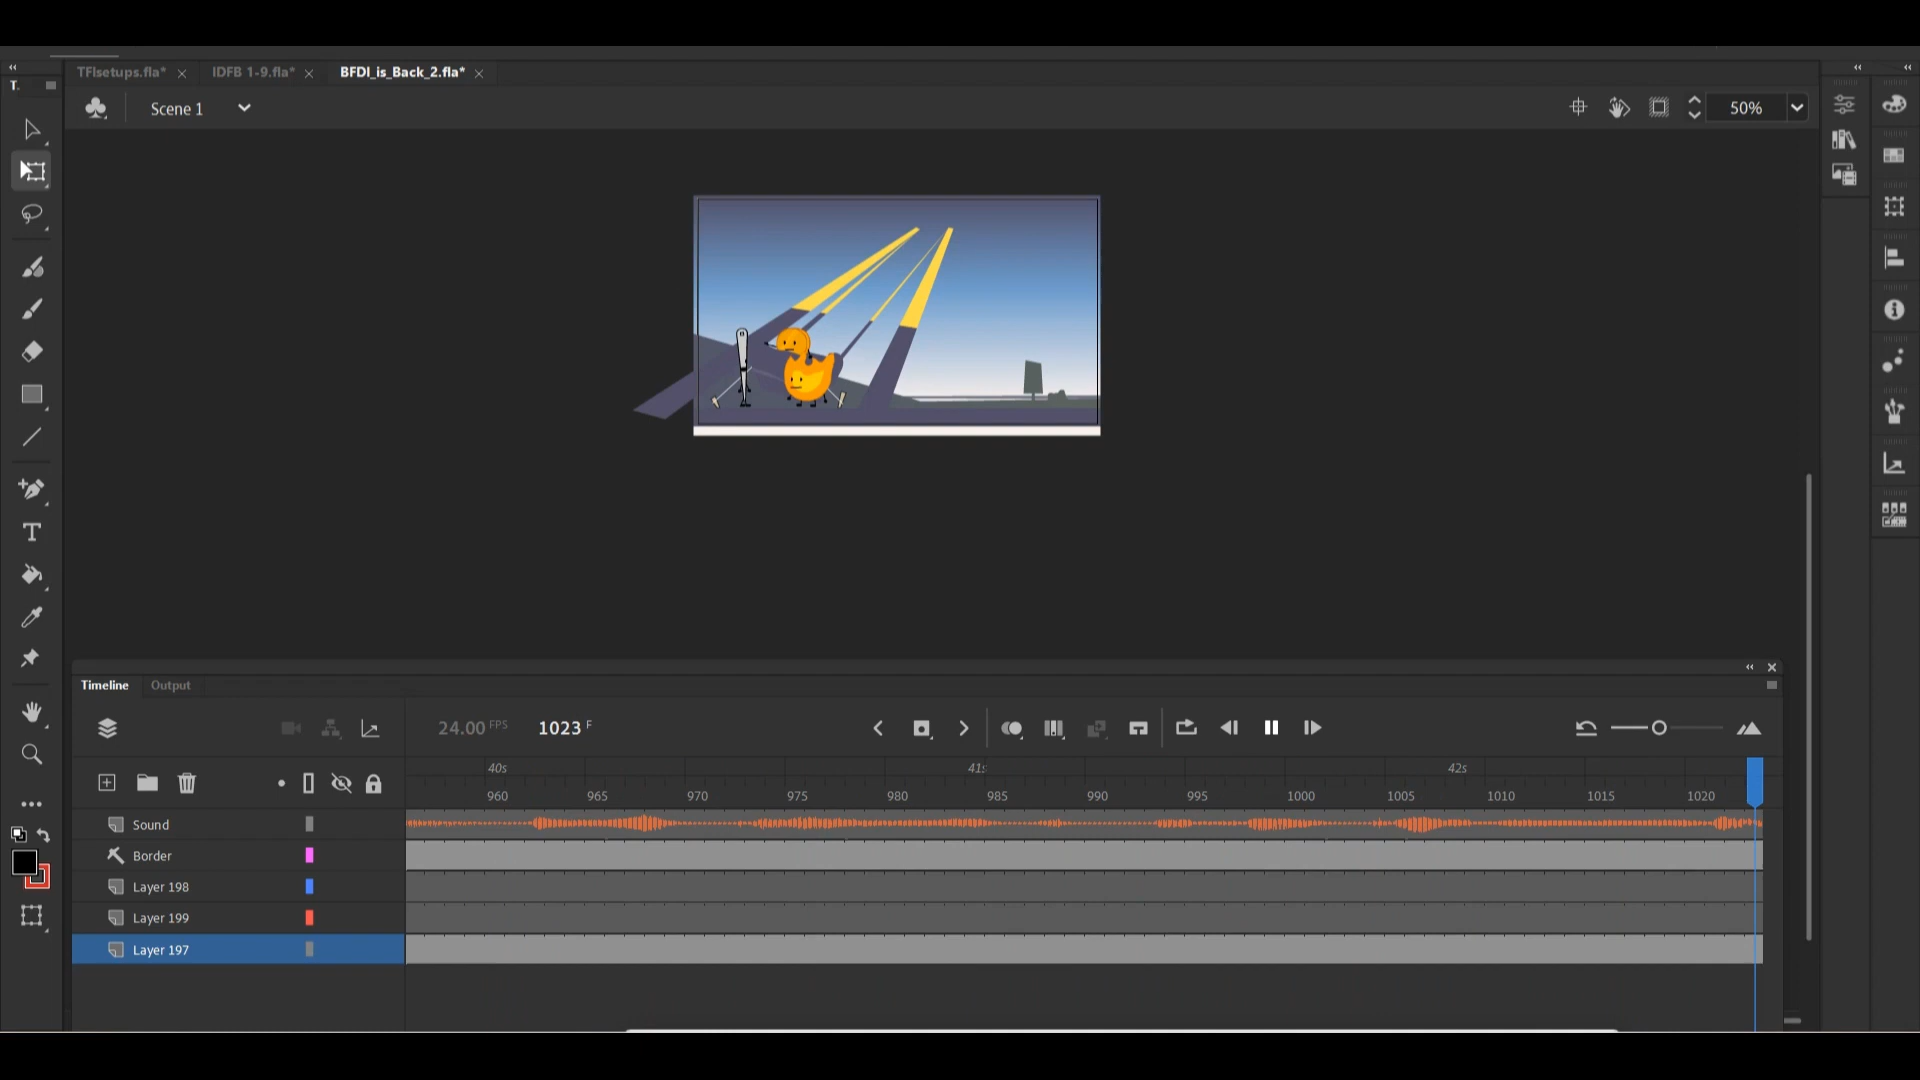 TFIsetups.fla*
IDFB 1-9.fla*
BFDI_is_Back_2.fla*
T.
Scene 1
50%
T
Timeline
Output
24.00 FPS
1023 F
40s
41s
42s
960
965
970
975
980
985
990
995
1000
1005
1010
1015
1020
Sound
Border
Layer 198
Layer 199
Layer 197